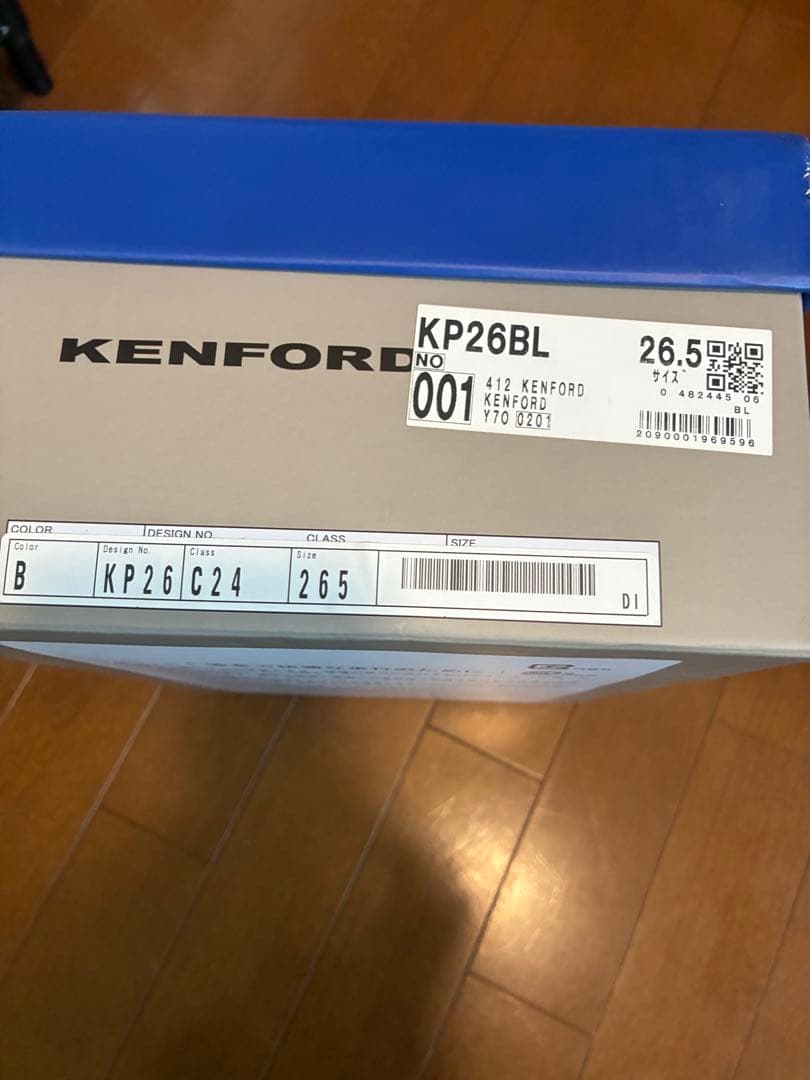 KENFORD
KP26BL
26.5
サイズ
NO
001
412 KENFORD
KENFORD
Y70 0201
0 482445 06
BL
2090001969596
COLOR DESIGN NO. CLASS SIZE
Color Design No. Class Size
B KP26 C24 265
DI